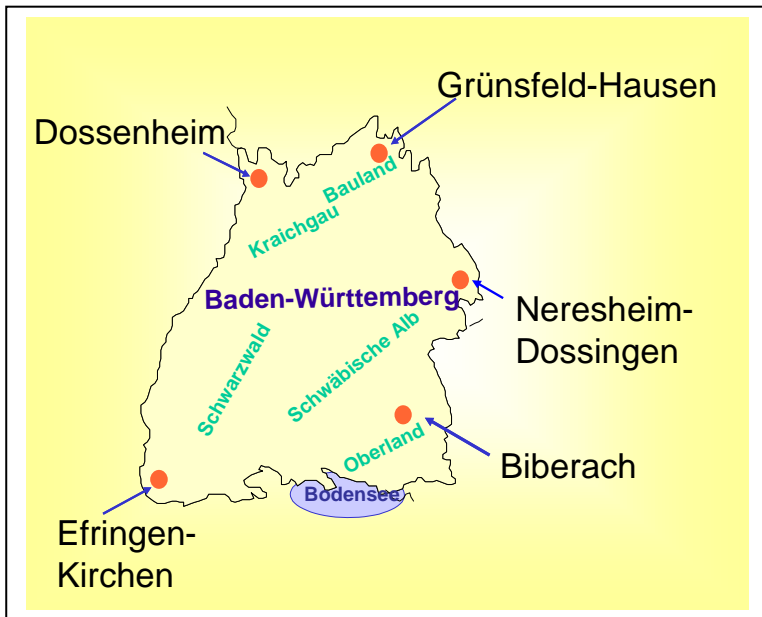 Grünsfeld-Hausen
Dossenheim
Bauland
Kraichgau
Baden-Württemberg
Neresheim-
Dossingen
Schwarzwald
Schwäbische Alb
Oberland
Biberach
Bodensee
Efringen-
Kirchen